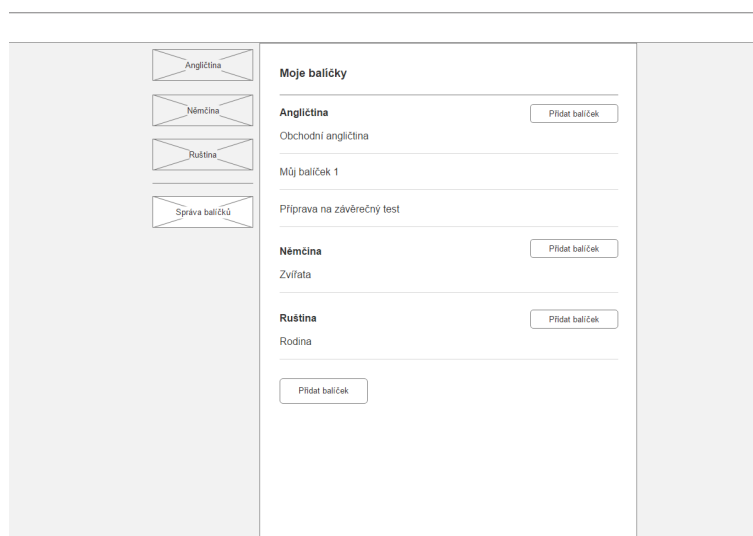 Angličtina
Němčina
Ruština
Správa balíčků
Moje balíčky
Angličtina
Přidat balíček
Obchodní angličtina
Můj balíček 1
Příprava na závěrečný test
Němčina
Přidat balíček
Zvířata
Ruština
Přidat balíček
Rodina
Přidat balíček